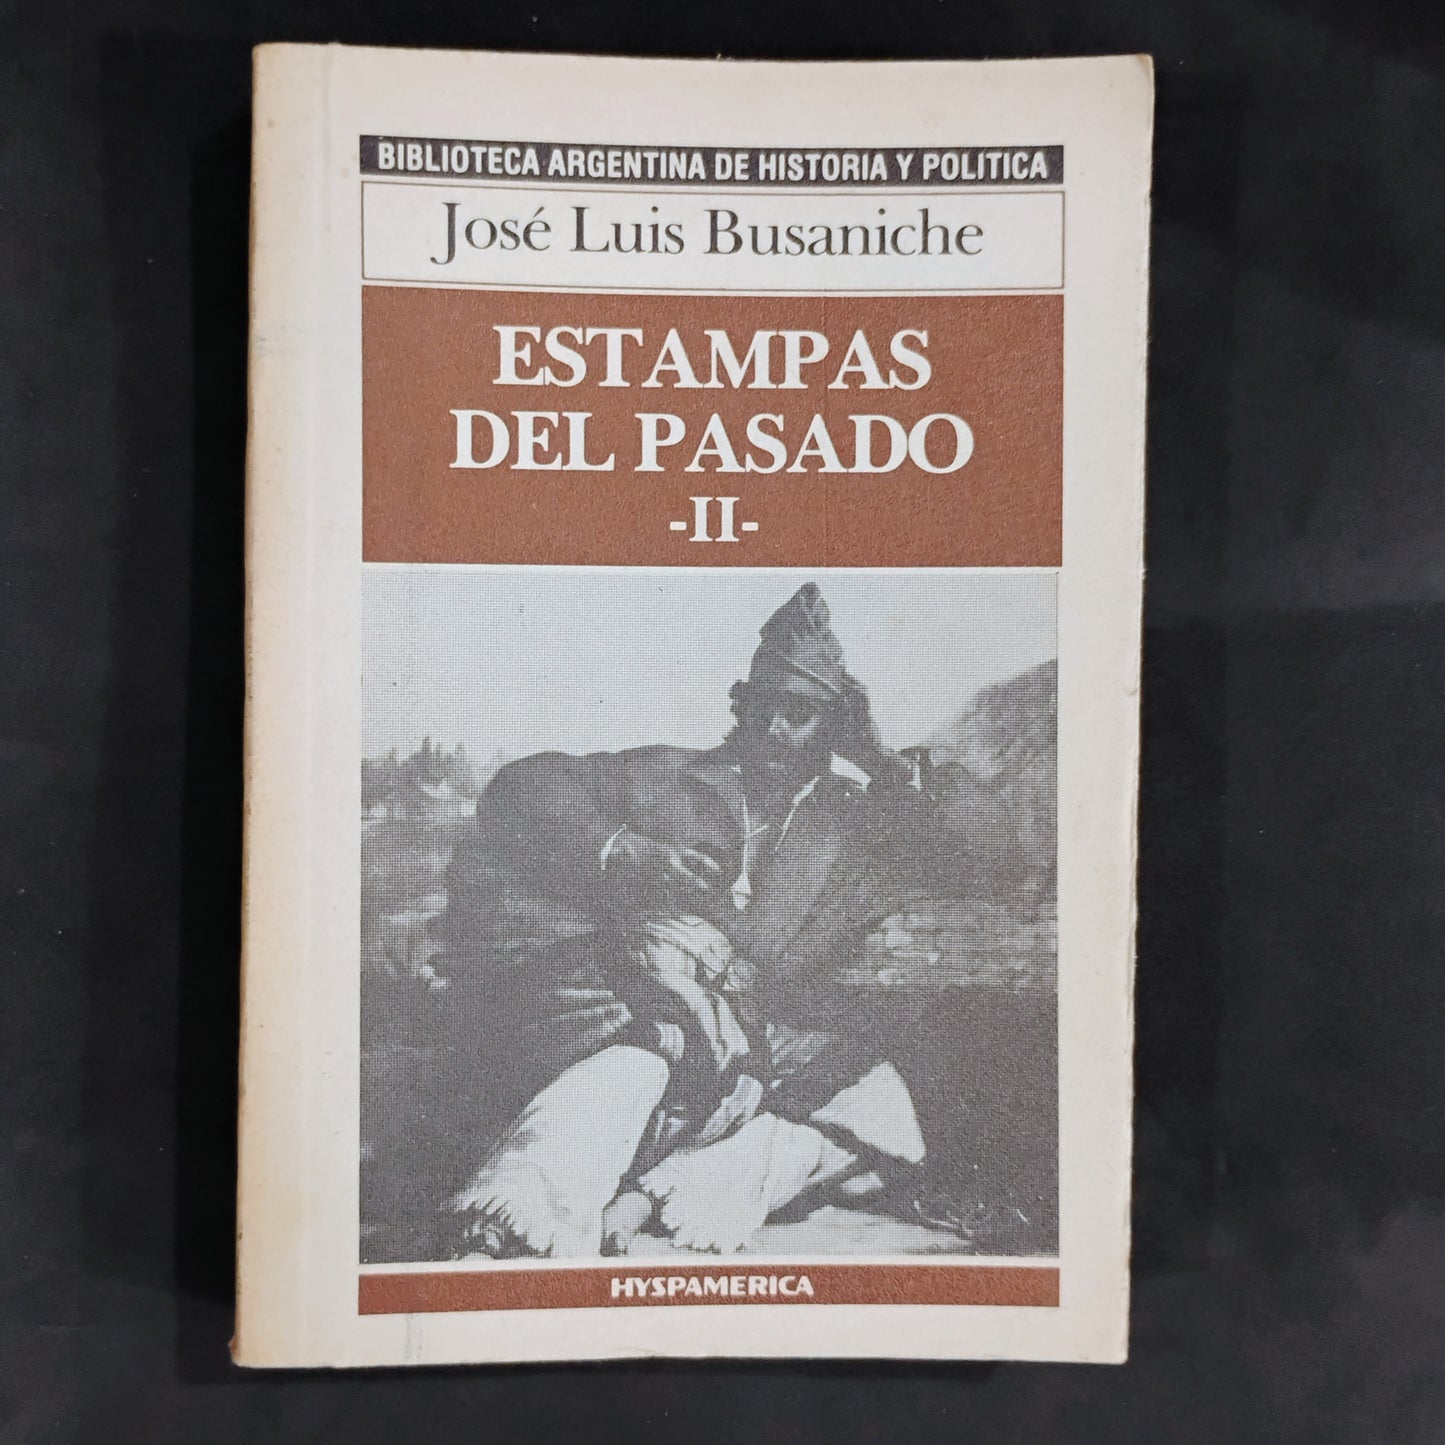 BIBLIOTECA ARGENTINA DE HISTORIA Y POLITICA
José Luis Busaniche
ESTAMPAS
DEL PASADO
-II-
HYSPAMERICA